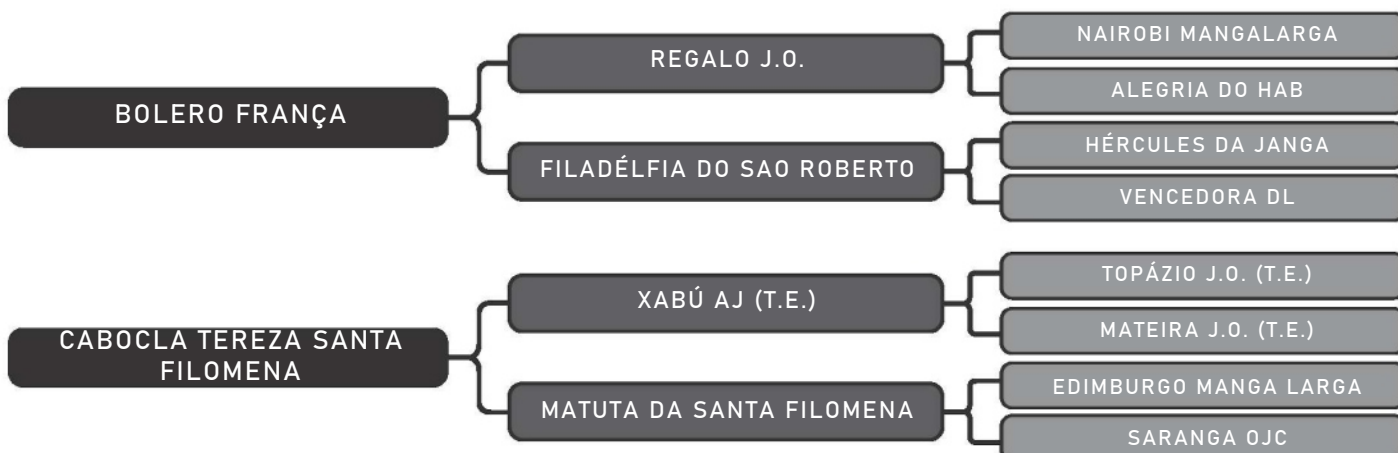 BOLERO FRANÇA
REGALO J.O.
NAIROBI MANGALARGA
ALEGRIA DO HAB
FILADÉLFIA DO SAO ROBERTO
HÉRCULES DA JANGA
VENCEDORA DL
CABOCLA TEREZA SANTA
FILOMENA
XABÚ AJ (T.E.)
TOPÁZIO J.O. (T.E.)
MATEIRA J.O. (T.E.)
MATUTA DA SANTA FILOMENA
EDIMBURGO MANGA LARGA
SARANGA OJC